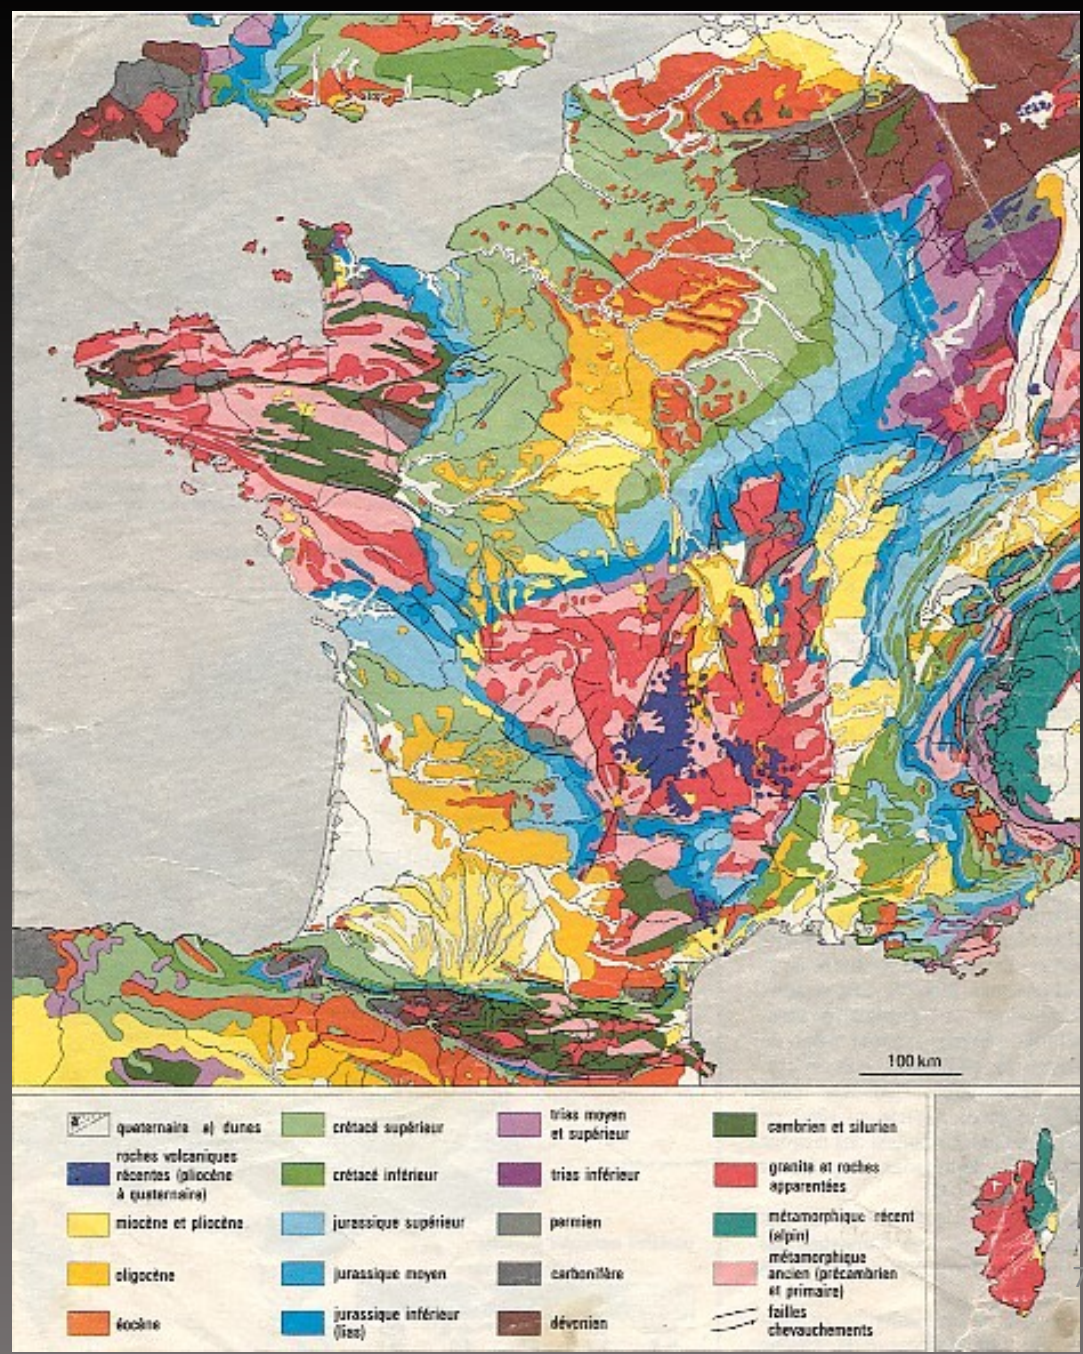 100 km
a
quaternaire a) dunes
roches volcaniques
récentes (pliocène
à quaternaire)
miocène et pliocène
oligocène
éocène
crétacé supérieur
crétacé inférieur
jurassique supérieur
jurassique moyen
jurassique inférieur
(lias)
trias moyen
et supérieur
trias inférieur
permien
carbonifère
dévonien
cambrien et silurien
granite et roches
apparentées
métamorphique récent
(alpin)
métamorphique
ancien (précambrien
et primaire)
failles
chevauchements